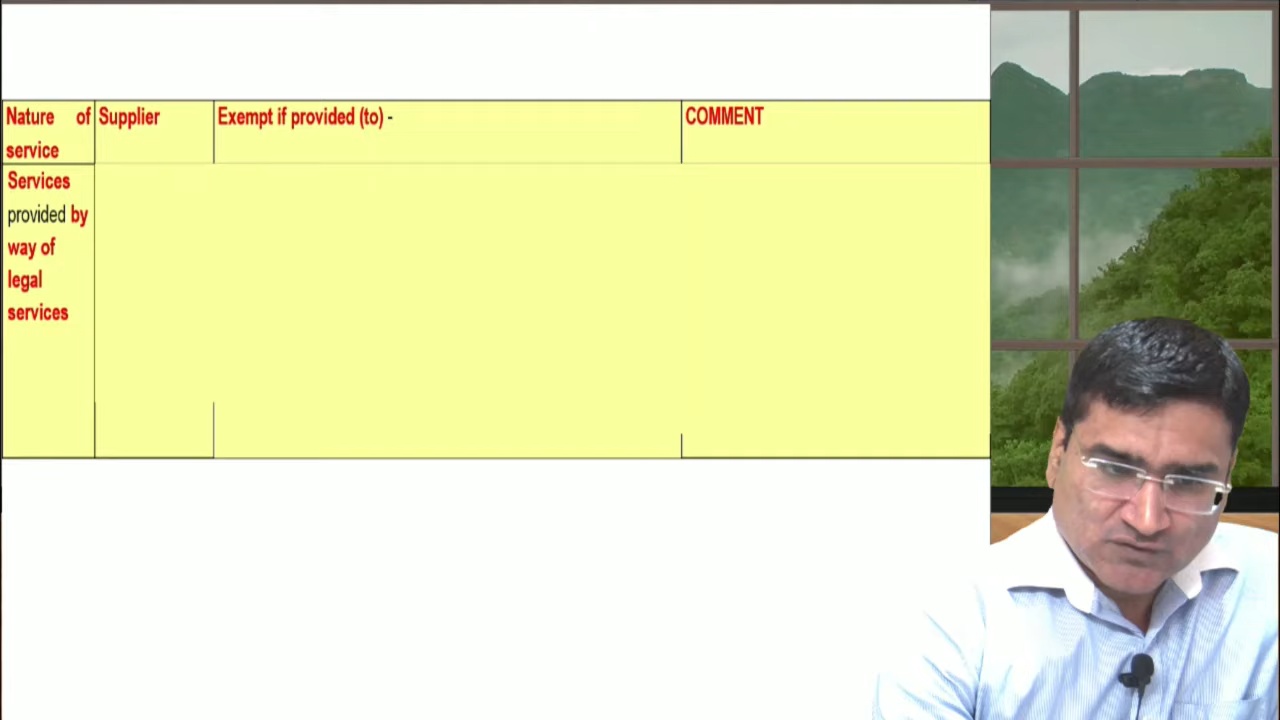 Nature of
service
Supplier
Exempt if provided (to) -
COMMENT
Services
provided by
way of
legal
services